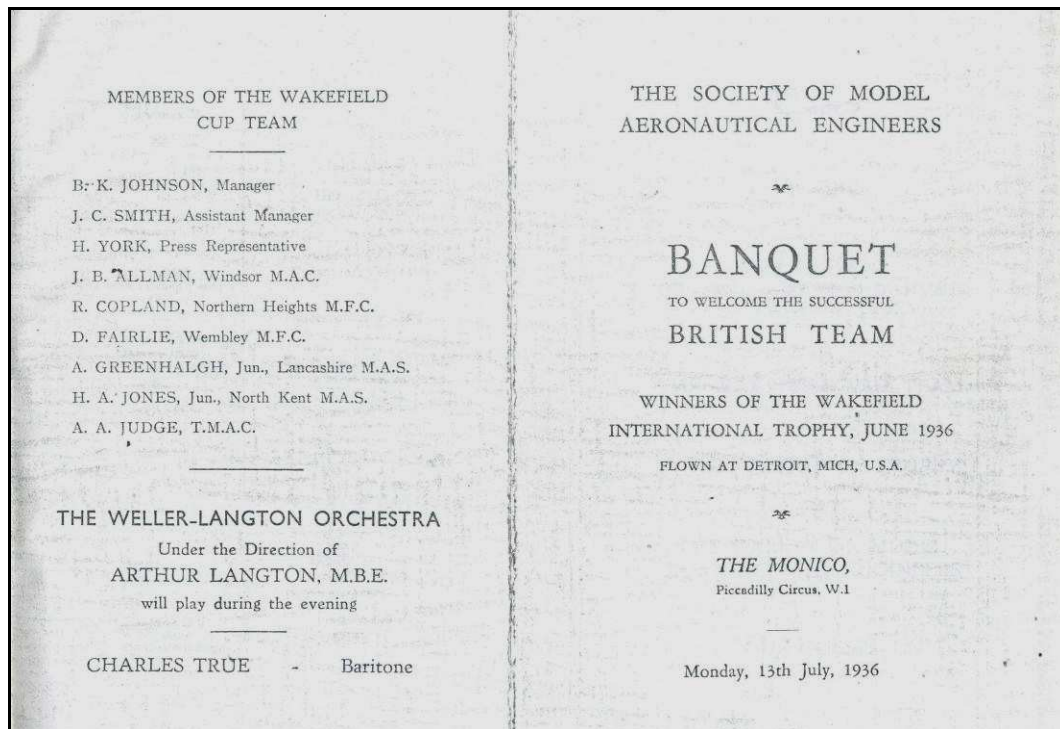 MEMBERS OF THE WAKEFIELD
CUP TEAM
B. K. JOHNSON, Manager
J. C. SMITH, Assistant Manager
H. YORK, Press Representative
J. B. ALLMAN, Windsor M.A.C.
R. COPLAND, Northern Heights M.F.C.
D. FAIRLIE, Wembley M.F.C.
A. GREENHALGH, Jun., Lancashire M.A.S.
H. A. JONES, Jun., North Kent M.A.S.
A. A. JUDGE, T.M.A.C.
THE WELLER-LANGTON ORCHESTRA
Under the Direction of
ARTHUR LANGTON, M.B.E.
will play during the evening
CHARLES TRUE - Baritone
THE SOCIETY OF MODEL
AERONAUTICAL ENGINEERS
BANQUET
TO WELCOME THE SUCCESSFUL
BRITISH TEAM
WINNERS OF THE WAKEFIELD
INTERNATIONAL TROPHY, JUNE 1936
FLOWN AT DETROIT, MICH, U.S.A.
THE MONICO,
Piccadilly Circus, W.1
Monday, 13th July, 1936